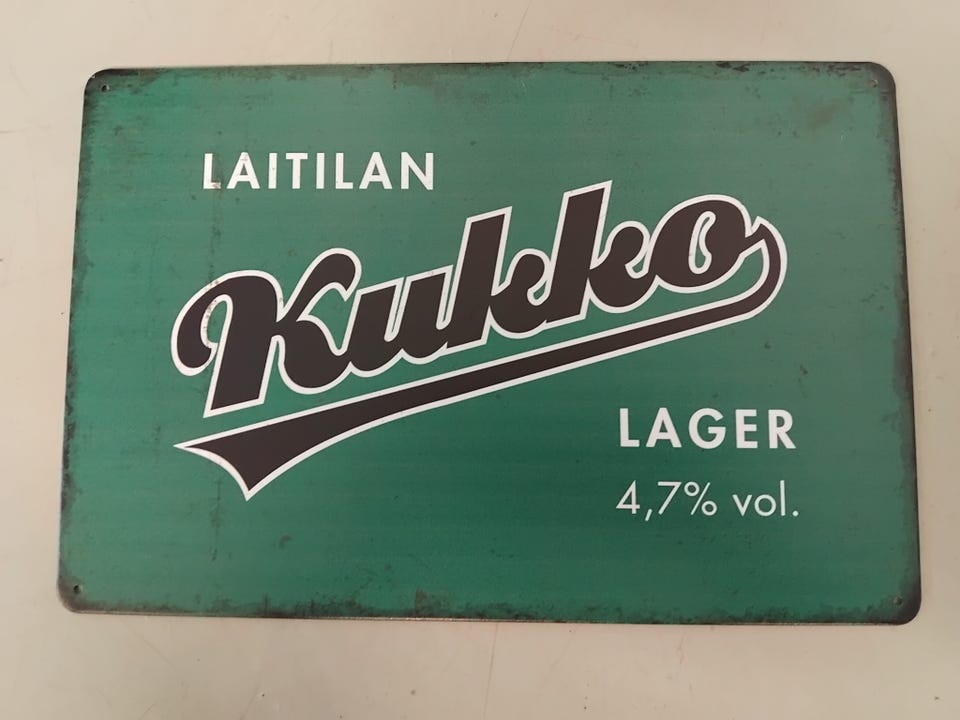 LAITILAN
Kukko
LAGER
4,7% vol.